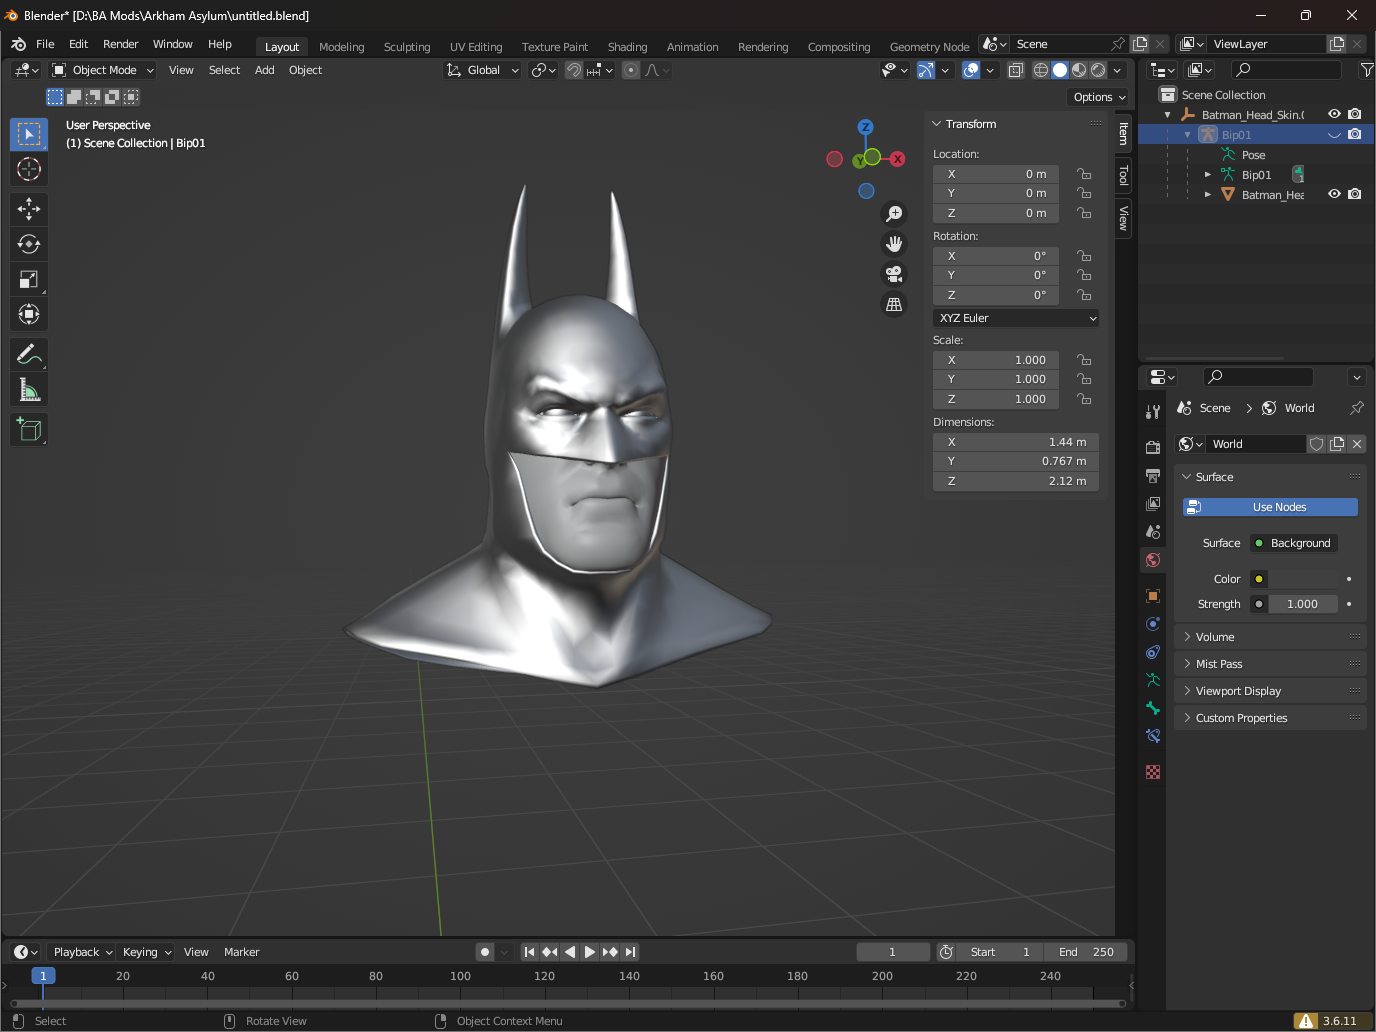 Blender* [D:\BA Mods\Arkham Asylum\untitled.blend]
File Edit Render Window Help Layout Modeling Sculpting UV Editing Texture Paint Shading Animation Rendering Compositing Geometry Node Scene ViewLayer
Object Mode View Select Add Object Global
Options
User Perspective
(1) Scene Collection | Bip01
Z
X
Y
Transform
Location:
X 0 m
Y 0 m
Z 0 m
Rotation:
X 0°
Y 0°
Z 0°
XYZ Euler
Scale:
X 1.000
Y 1.000
Z 1.000
Dimensions:
X 1.44 m
Y 0.767 m
Z 2.12 m
Item
Tool
View
Scene Collection
Batman_Head_Skin.
Bip01
Pose
Bip01
1
Batman_Hea
Scene > World
World
Surface
Use Nodes
Surface Background
Color
Strength 1.000
Volume
Mist Pass
Viewport Display
Custom Properties
Playback Keying View Marker 1 Start 1 End 250
1 20 40 60 80 100 120 140 160 180 200 220 240
Select Rotate View Object Context Menu 3.6.11